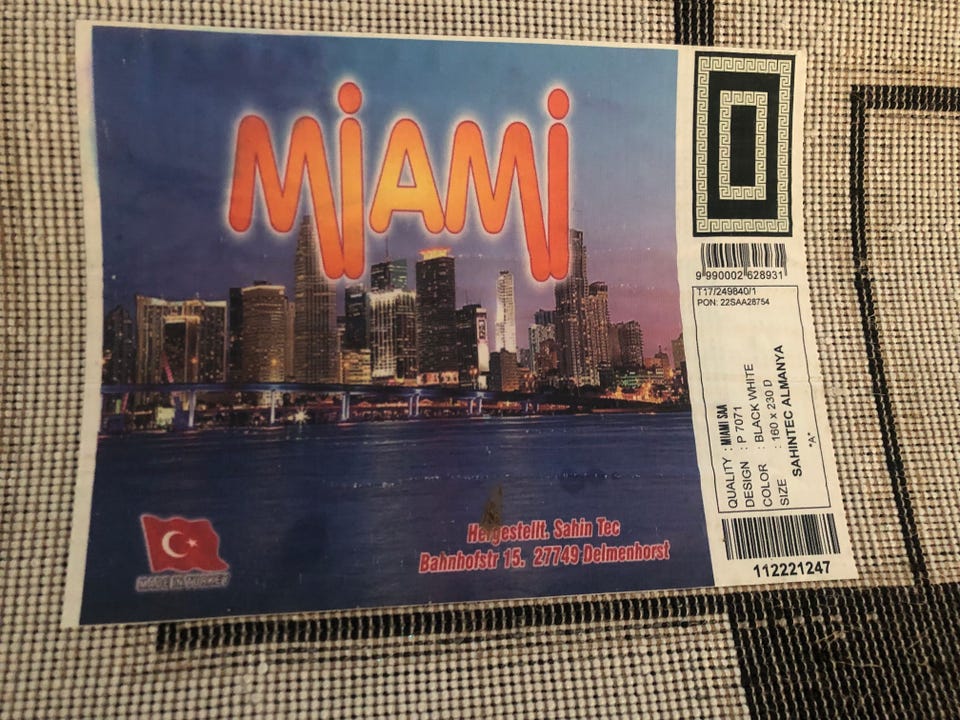 MiAMi
9 990002 628931
T17/249840/1
PON: 22SAA28754
QUALITY : MIAMI SAA
DESIGN : P 7071
COLOR : BLACK WHITE
SIZE : 160 x 230 D
SAHINTEC ALMANYA
"A"
112221247
MADE IN TURKEY
Hergestellt. Sahin Tec
Bahnhofstr 15. 27749 Delmenhorst